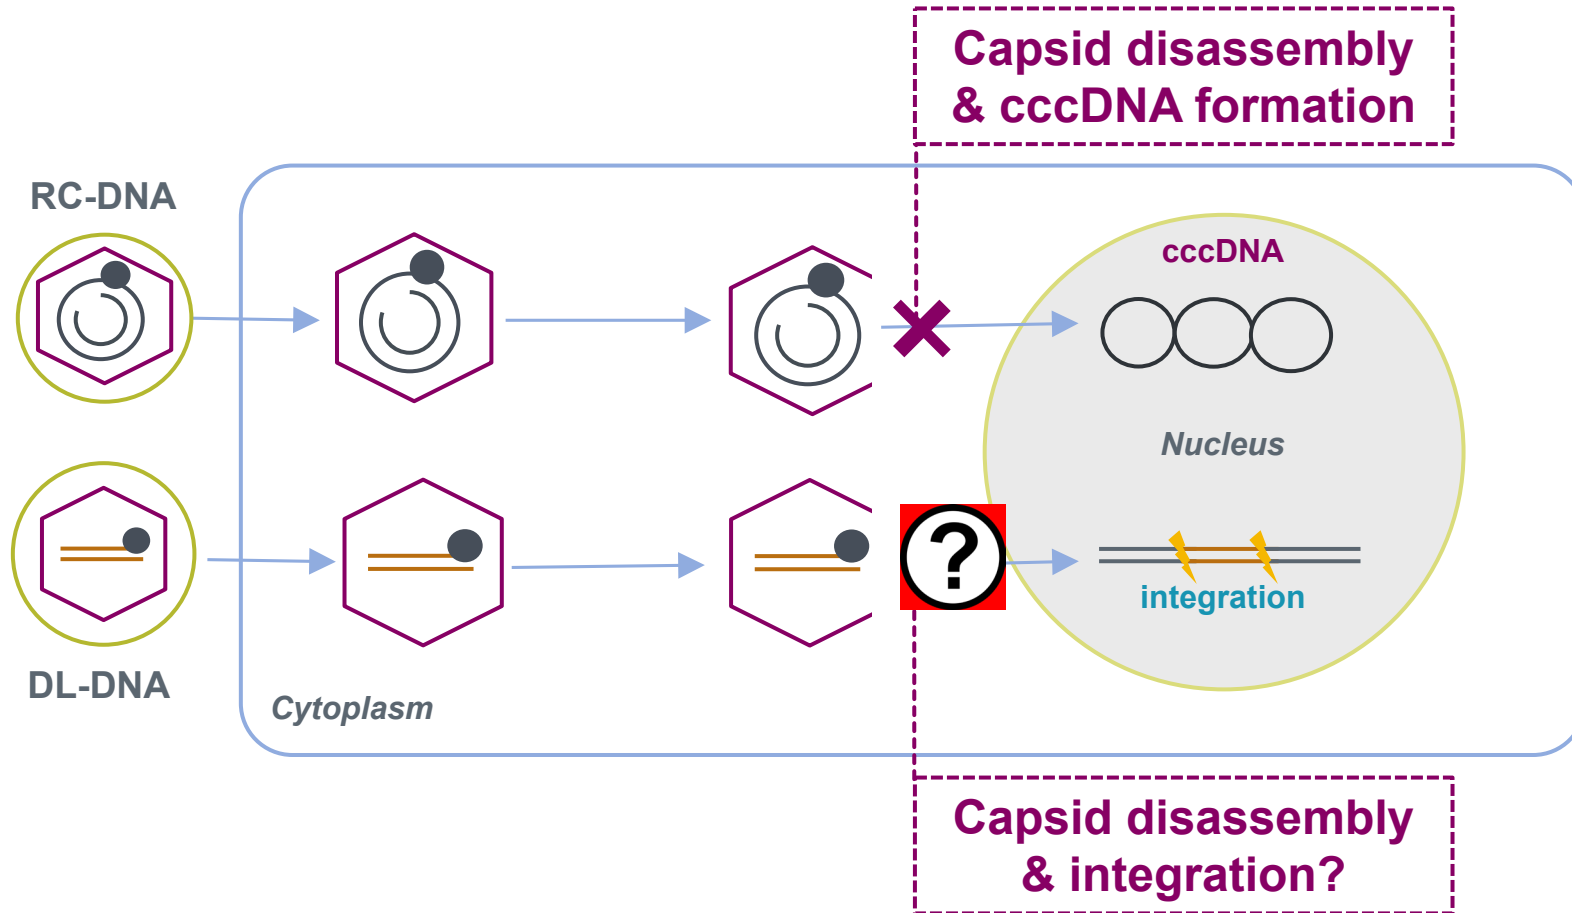 Capsid disassembly
& cccDNA formation
RC-DNA
cccDNA
Nucleus
?
integration
DL-DNA
Cytoplasm
Capsid disassembly
& integration?